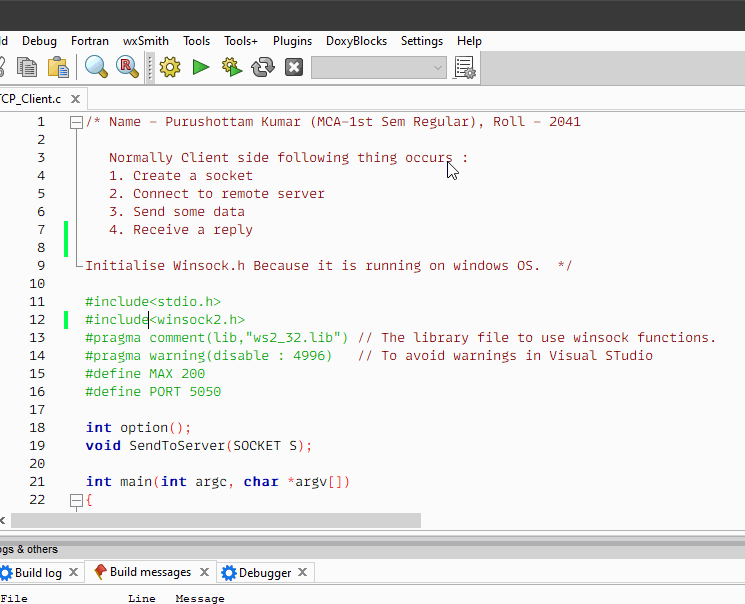 ld Debug Fortran wxSmith Tools Tools+ Plugins DoxyBlocks Settings Help
TCP_Client.c
1 /* Name - Purushottam Kumar (MCA-1st Sem Regular), Roll - 2041
2
3 Normally Client side following thing occurs :
4 1. Create a socket
5 2. Connect to remote server
6 3. Send some data
7 4. Receive a reply
8
9 Initialise Winsock.h Because it is running on windows OS. */
10
11 #include<stdio.h>
12 #include<winsock2.h>
13 #pragma comment(lib,"ws2_32.lib") // The library file to use winsock functions.
14 #pragma warning(disable : 4996) // To avoid warnings in Visual STudio
15 #define MAX 200
16 #define PORT 5050
17
18 int option();
19 void SendToServer(SOCKET S);
20
21 int main(int argc, char *argv[])
22 {
ogs & others
Build log Build messages Debugger
File Line Message